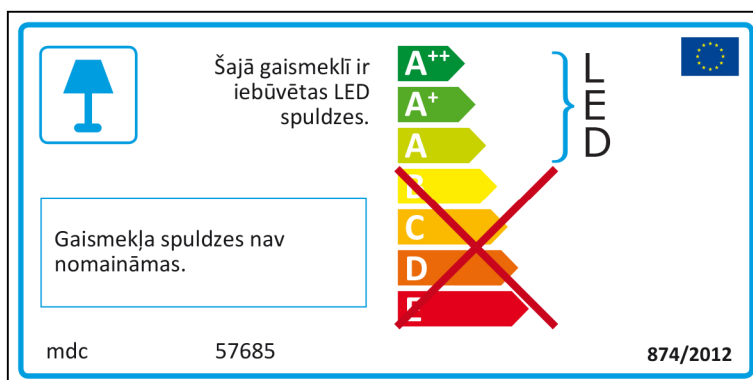 Šajā gaismeklī ir
iebūvētas LED
spuldzes.
A++
A+
A
B
C
D
E
L
E
D
Gaismekļa spuldzes nav
nomaināmas.
mdc 57685
874/2012